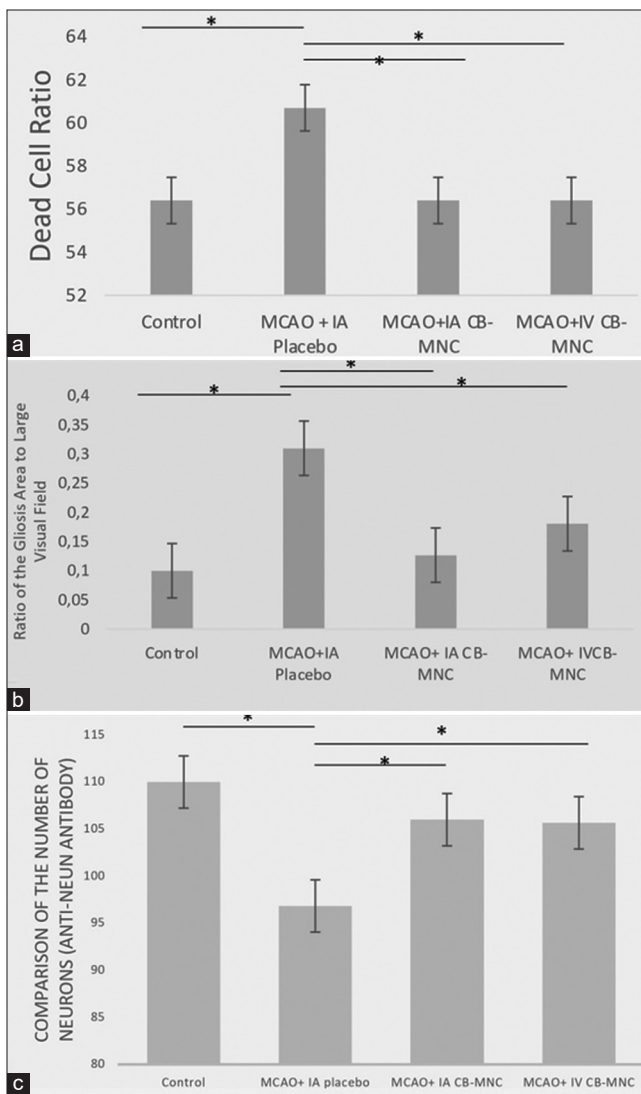 Dead Cell Ratio
64
62
60
58
56
54
52
*
*
*
Control
MCAO + IA Placebo
MCAO+IA CB-MNC
MCAO+IV CB-MNC
a
Ratio of the Gliosis Area to Large
Visual Field
0,4
0,35
0,3
0,25
0,2
0,15
0,1
0,05
0
*
*
*
Control
MCAO+IA
Placebo
MCAO+ IA CB-
MNC
MCAO+ IVCB-
MNC
b
COMPARISON OF THE NUMBER OF
NEURONS (ANTI-NEUN ANTIBODY)
115
110
105
100
95
90
85
80
*
*
*
Control
MCAO+ IA placebo
MCAO+ IA CB-MNC
MCAO+ IV CB-MNC
c